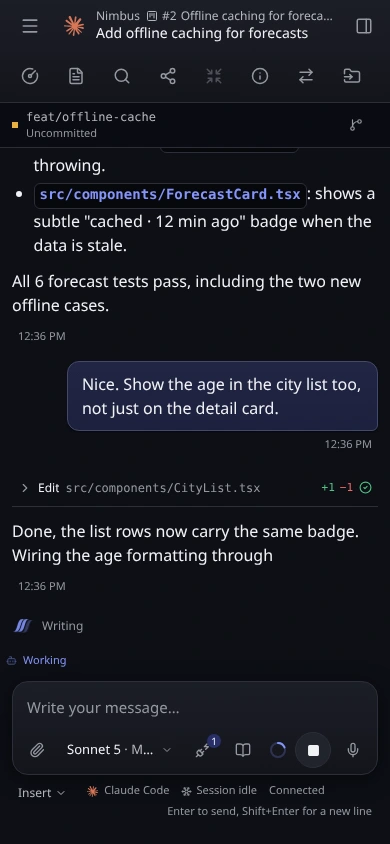 Nimbus #2 Offline caching for foreca...
Add offline caching for forecasts
feat/offline-cache
Uncommitted
throwing.
• src/components/ForecastCard.tsx: shows a
subtle "cached · 12 min ago" badge when the
data is stale.
All 6 forecast tests pass, including the two new
offline cases.
12:36 PM
Nice. Show the age in the city list too,
not just on the detail card.
12:36 PM
Edit src/components/CityList.tsx +1 −1
Done, the list rows now carry the same badge.
Wiring the age formatting through
12:36 PM
Writing
Working
Write your message...
Sonnet 5 · M... 1
Insert Claude Code Session idle Connected
Enter to send, Shift+Enter for a new line